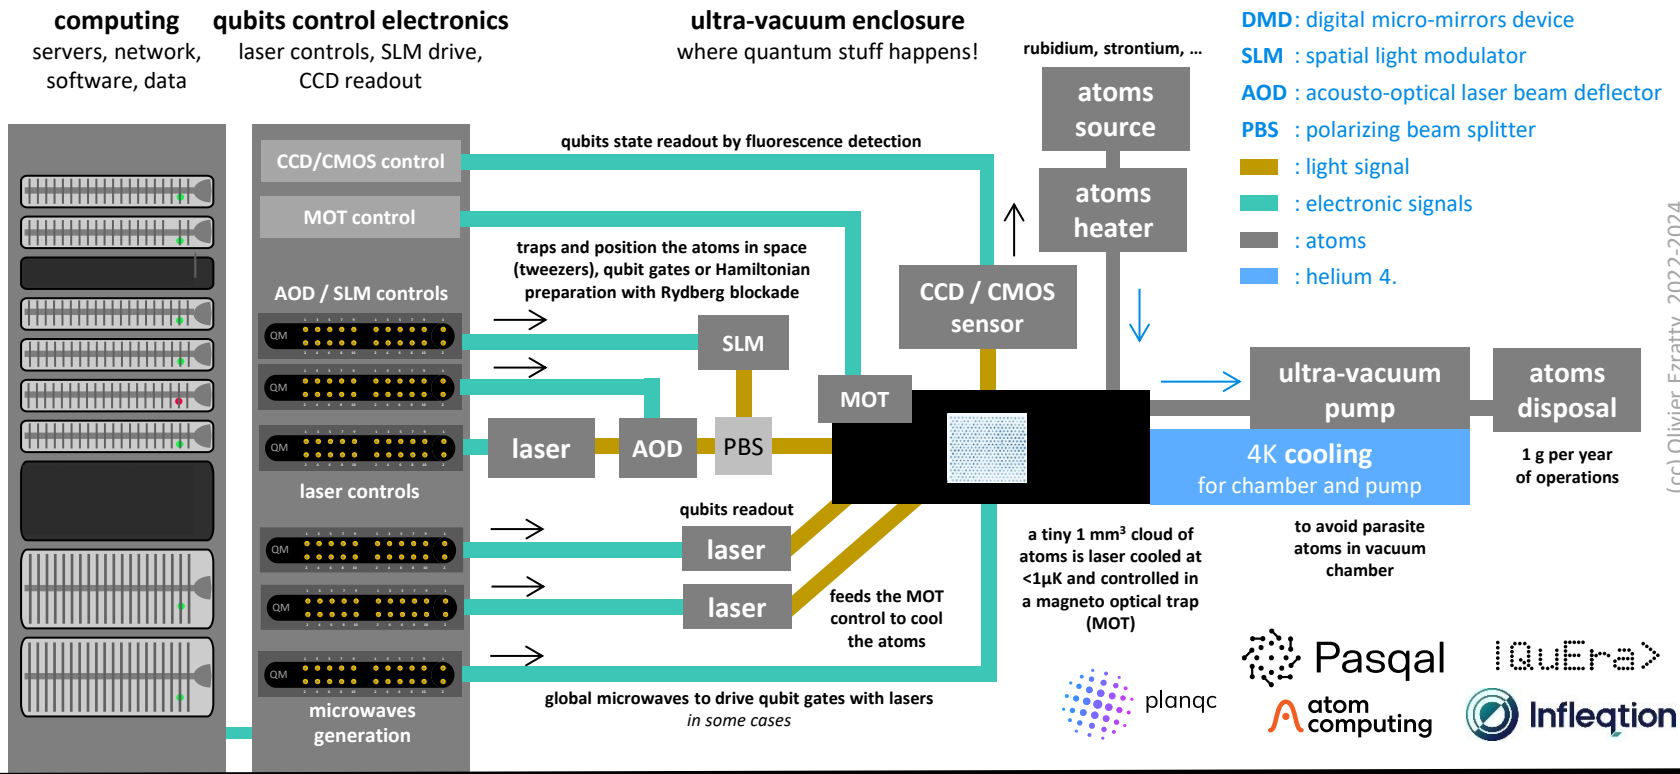 computing
servers, network,
software, data
qubits control electronics
laser controls, SLM drive,
CCD readout
ultra-vacuum enclosure
where quantum stuff happens!
rubidium, strontium, ...
DMD : digital micro-mirrors device
SLM : spatial light modulator
AOD : acousto-optical laser beam deflector
PBS : polarizing beam splitter
: light signal
: electronic signals
: atoms
: helium 4.
atoms
source
atoms
heater
CCD/CMOS control
qubits state readout by fluorescence detection
MOT control
traps and position the atoms in space
(tweezers), qubit gates or Hamiltonian
preparation with Rydberg blockade
AOD / SLM controls
QM
QM
SLM
CCD / CMOS
sensor
MOT
QM
laser
AOD
PBS
laser controls
ultra-vacuum
pump
atoms
disposal
4K cooling
for chamber and pump
1 g per year
of operations
to avoid parasite
atoms in vacuum
chamber
qubits readout
QM
laser
QM
laser
feeds the MOT
control to cool
the atoms
a tiny 1 mm³ cloud of
atoms is laser cooled at
<1µK and controlled in
a magneto optical trap
(MOT)
QM
global microwaves to drive qubit gates with lasers
in some cases
microwaves
generation
planqc
Pasqal
|QuEra>
atom
computing
Infleqtion
(cc) Olivier Ezratty, 2022-2024